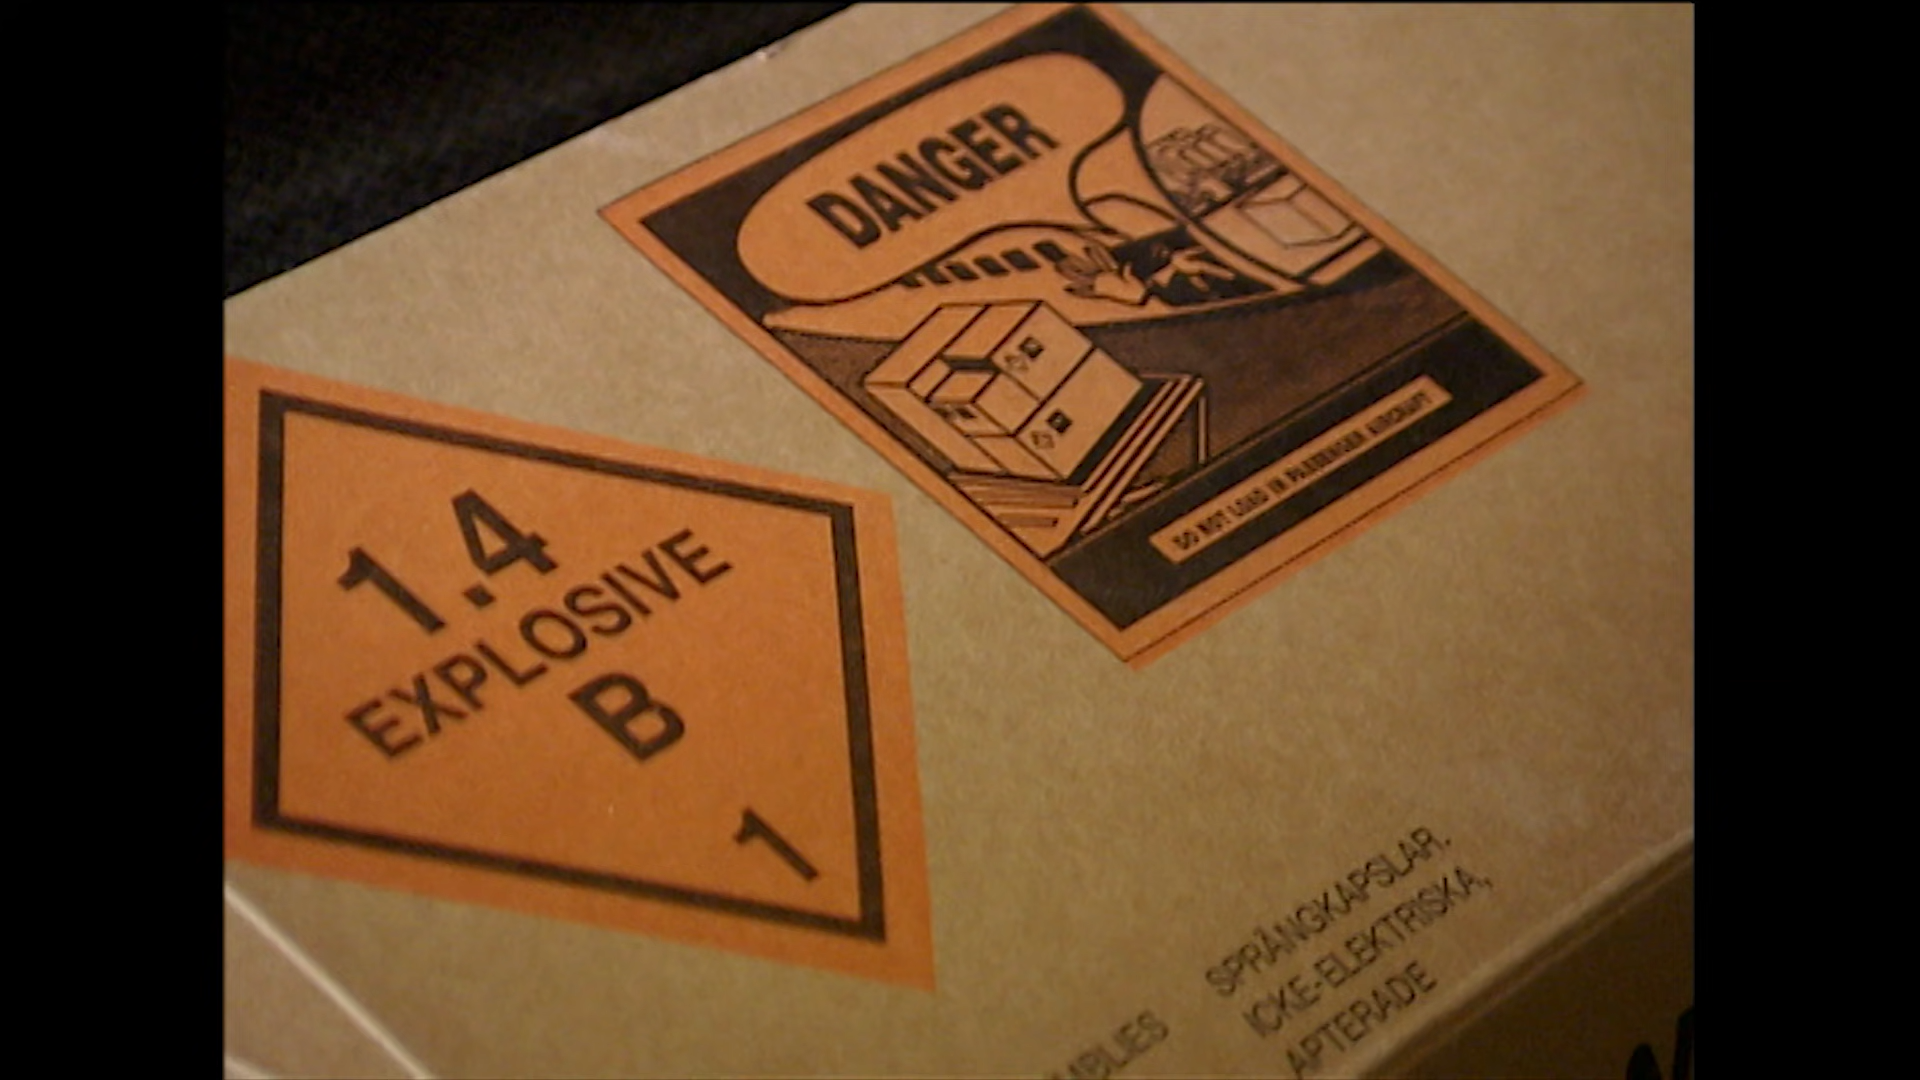 DANGER
DO NOT LOAD IN PASSENGER AIRCRAFT
1.4
EXPLOSIVE
B
1
SPRÄNGKAPSLAR,
ICKE-ELEKTRISKA,
APTERADE